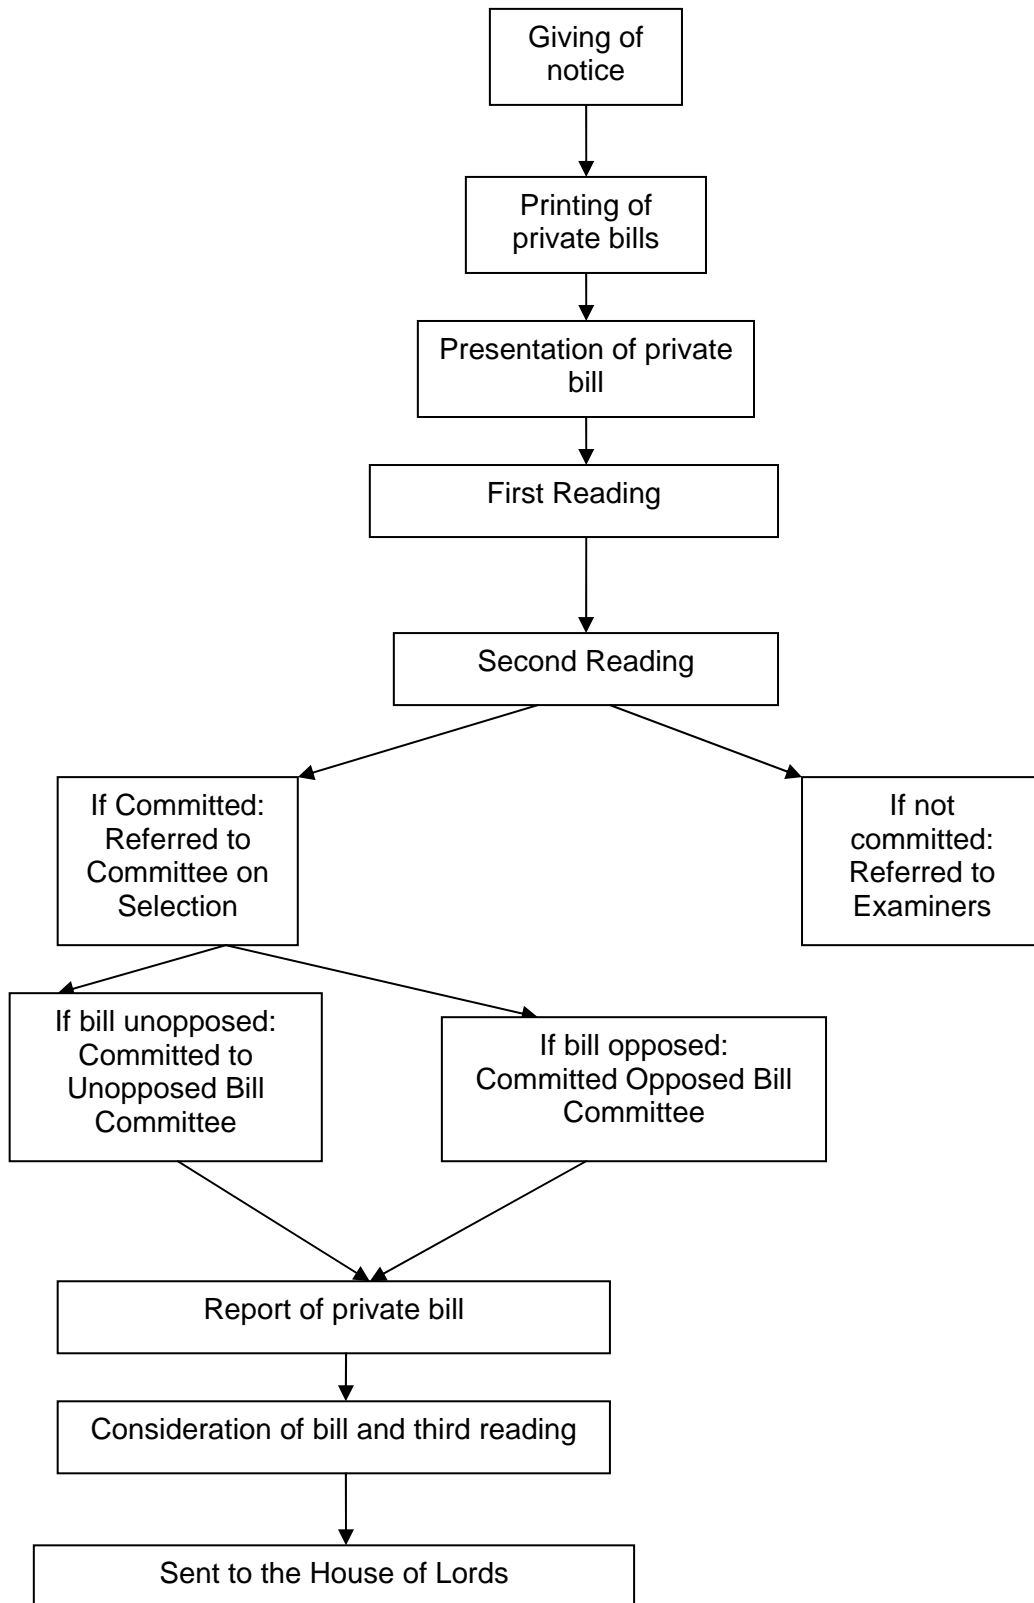 Giving of
notice
Printing of
private bills
Presentation of private
bill
First Reading
Second Reading
If Committed:
Referred to
Committee on
Selection
If not
committed:
Referred to
Examiners
If bill unopposed:
Committed to
Unopposed Bill
Committee
If bill opposed:
Committed Opposed Bill
Committee
Report of private bill
Consideration of bill and third reading
Sent to the House of Lords